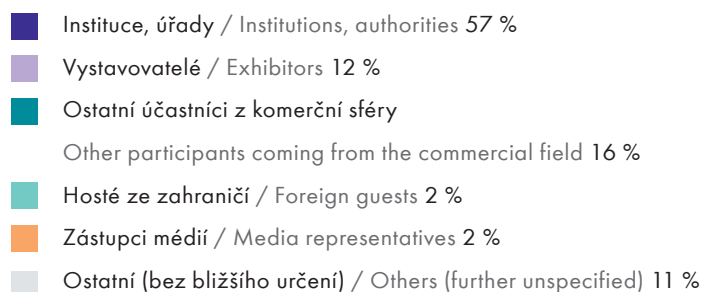 Instituce, úřady / Institutions, authorities 57 %
Vystavovatelé / Exhibitors 12 %
Ostatní účastníci z komerční sféry
Other participants coming from the commercial field 16 %
Hosté ze zahraničí / Foreign guests 2 %
Zástupci médií / Media representatives 2 %
Ostatní (bez bližšího určení) / Others (further unspecified) 11 %